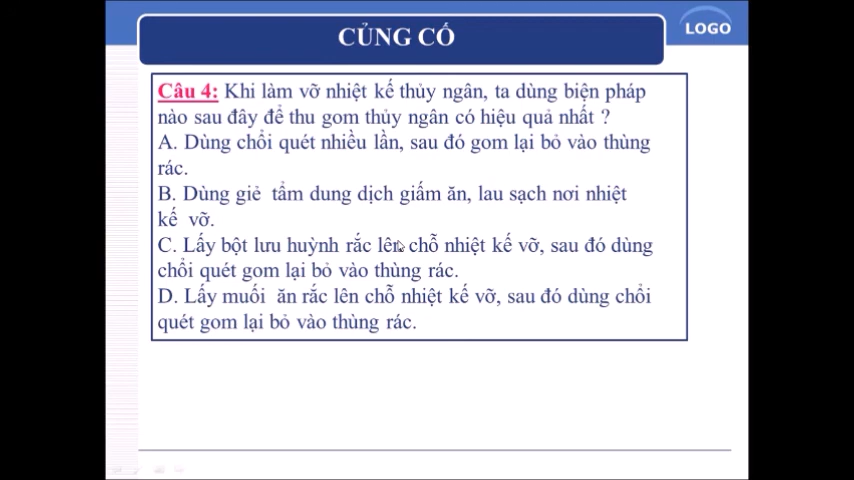 CỦNG CỐ
LOGO
Câu 4: Khi làm vỡ nhiệt kế thủy ngân, ta dùng biện pháp
nào sau đây để thu gom thủy ngân có hiệu quả nhất ?
A. Dùng chổi quét nhiều lần, sau đó gom lại bỏ vào thùng
rác.
B. Dùng giẻ tẩm dung dịch giấm ăn, lau sạch nơi nhiệt
kế vỡ.
C. Lấy bột lưu huỳnh rắc lên chỗ nhiệt kế vỡ, sau đó dùng
chổi quét gom lại bỏ vào thùng rác.
D. Lấy muối ăn rắc lên chỗ nhiệt kế vỡ, sau đó dùng chổi
quét gom lại bỏ vào thùng rác.